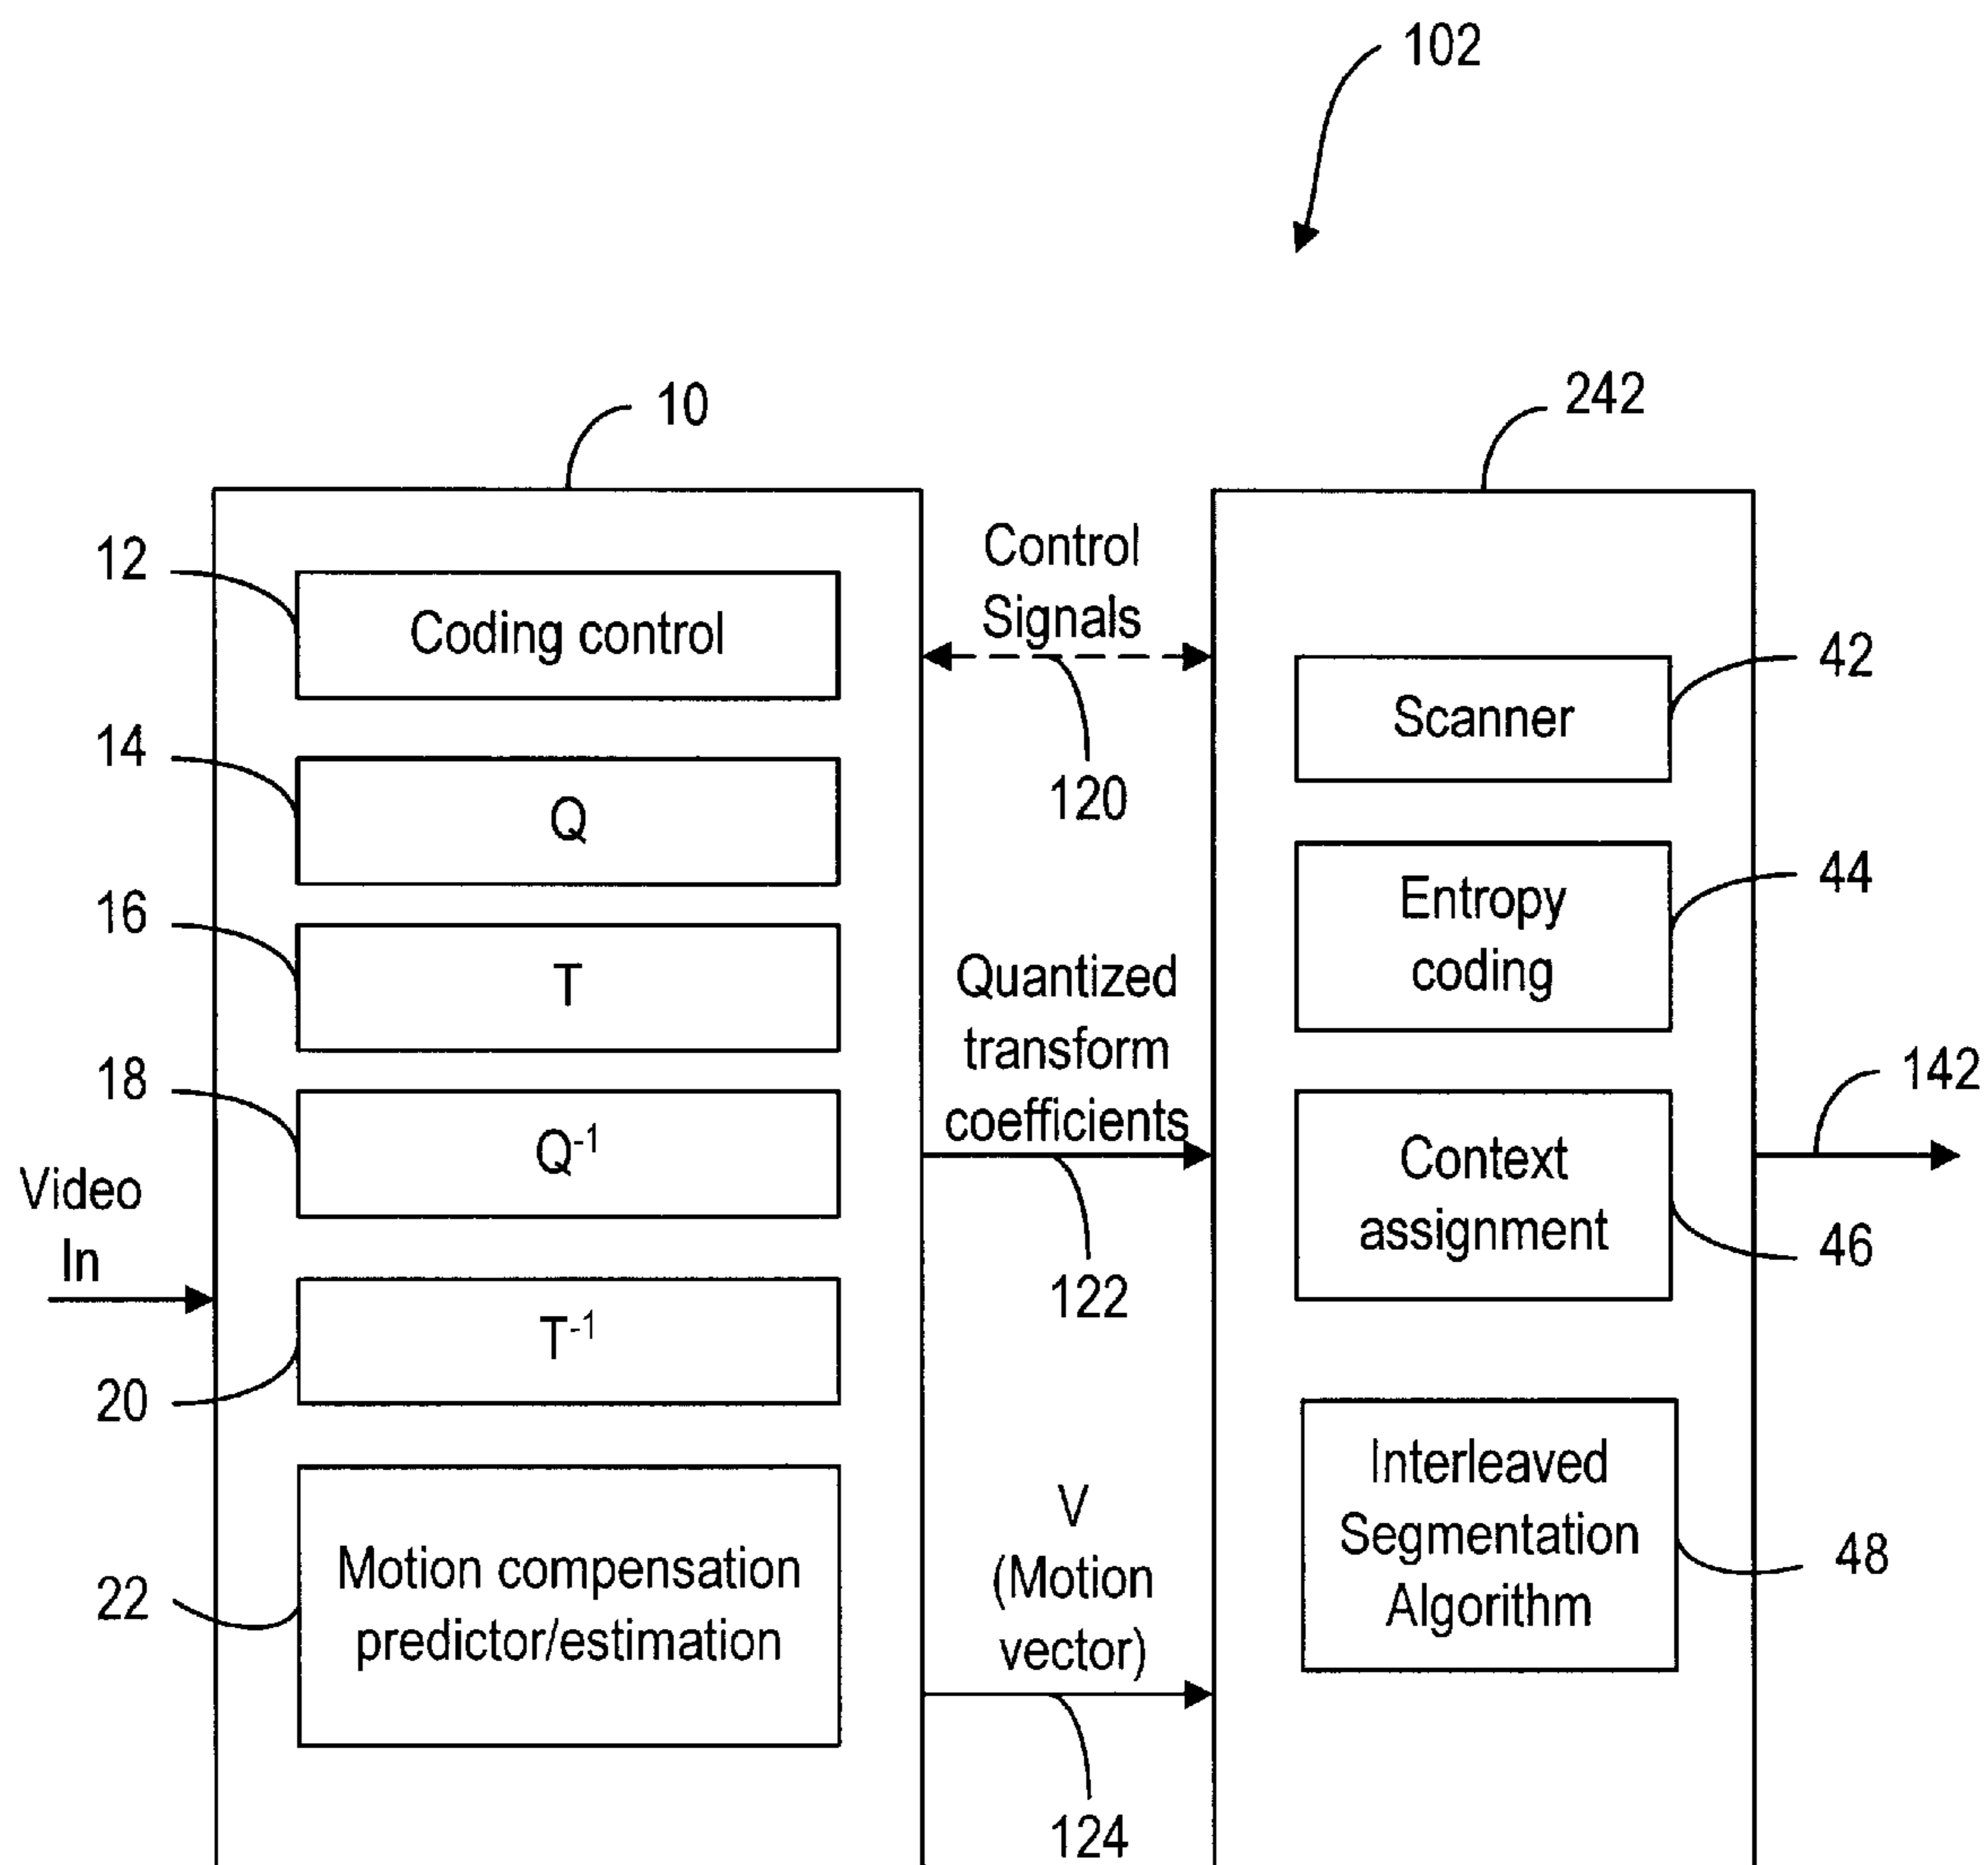 102
10
242
12
Coding control
14
Q
16
T
18
Q-1
Video
In
T-1
20
22
Motion compensation
predictor/estimation
Control
Signals
120
Quantized
transform
coefficients
122
V
(Motion
vector)
124
Scanner
42
Entropy
coding
44
142
Context
assignment
46
Interleaved
Segmentation
Algorithm
48